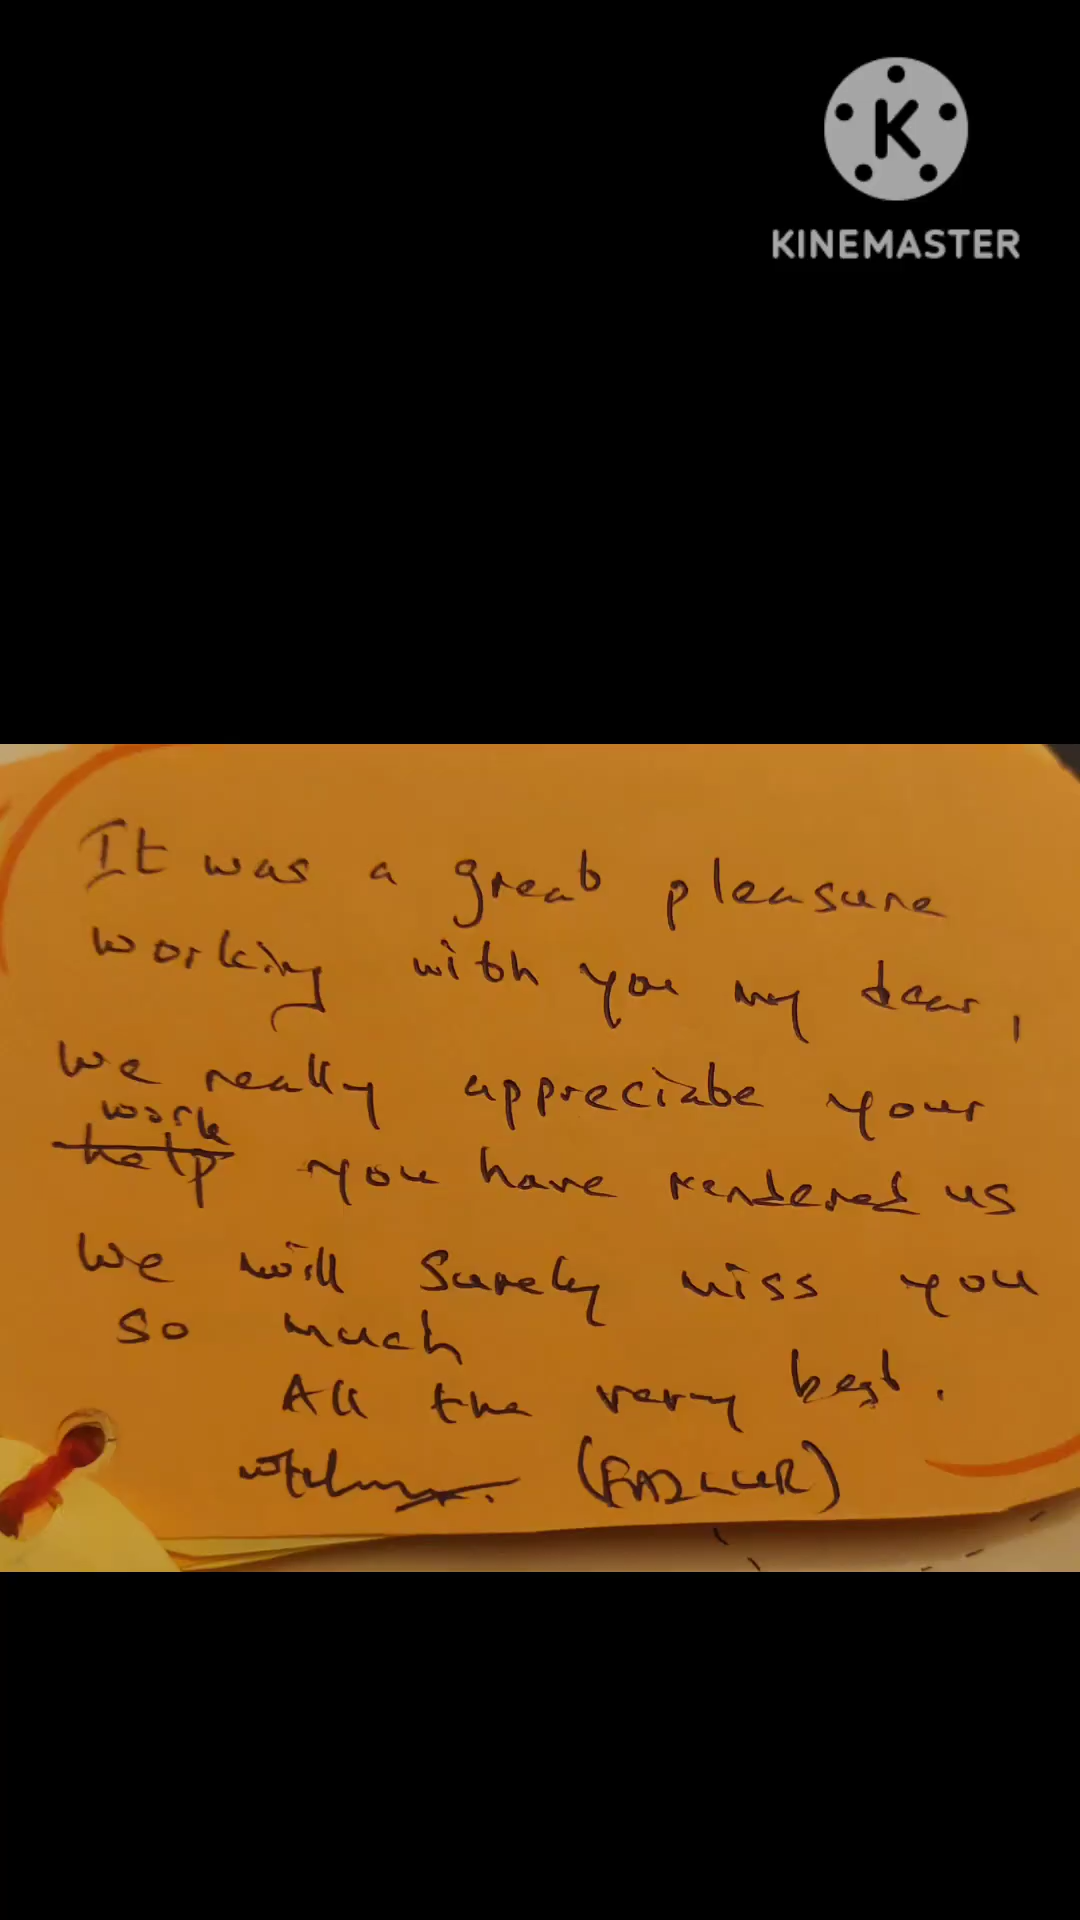 KINEMASTER
It was a great pleasure
working with you my dear,
We really appreciate your
work
help you have rendered us
We will surely miss you
so much
All the very best.